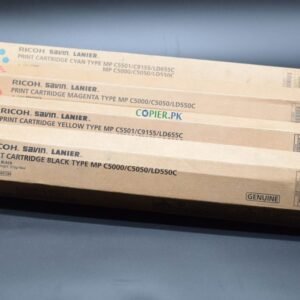 RICOH SAVIN. LANIER.
PRINT CARTRIDGE CYAN TYPE MP C5501/C9155/LD655C
MP C5000/C5050/LD550C
RICOH SAVIN. LANIER.
PRINT CARTRIDGE MAGENTA TYPE MP C5000/C5050/LD550C
COPIER.PK
RICOH SAVIN. LANIER.
PRINT CARTRIDGE YELLOW TYPE MP C5501/C9155/LD655C
RICOH SAVIN. LANIER.
NT CARTRIDGE BLACK TYPE MP C5000/C5050/LD550C
BLACK
GENUINE